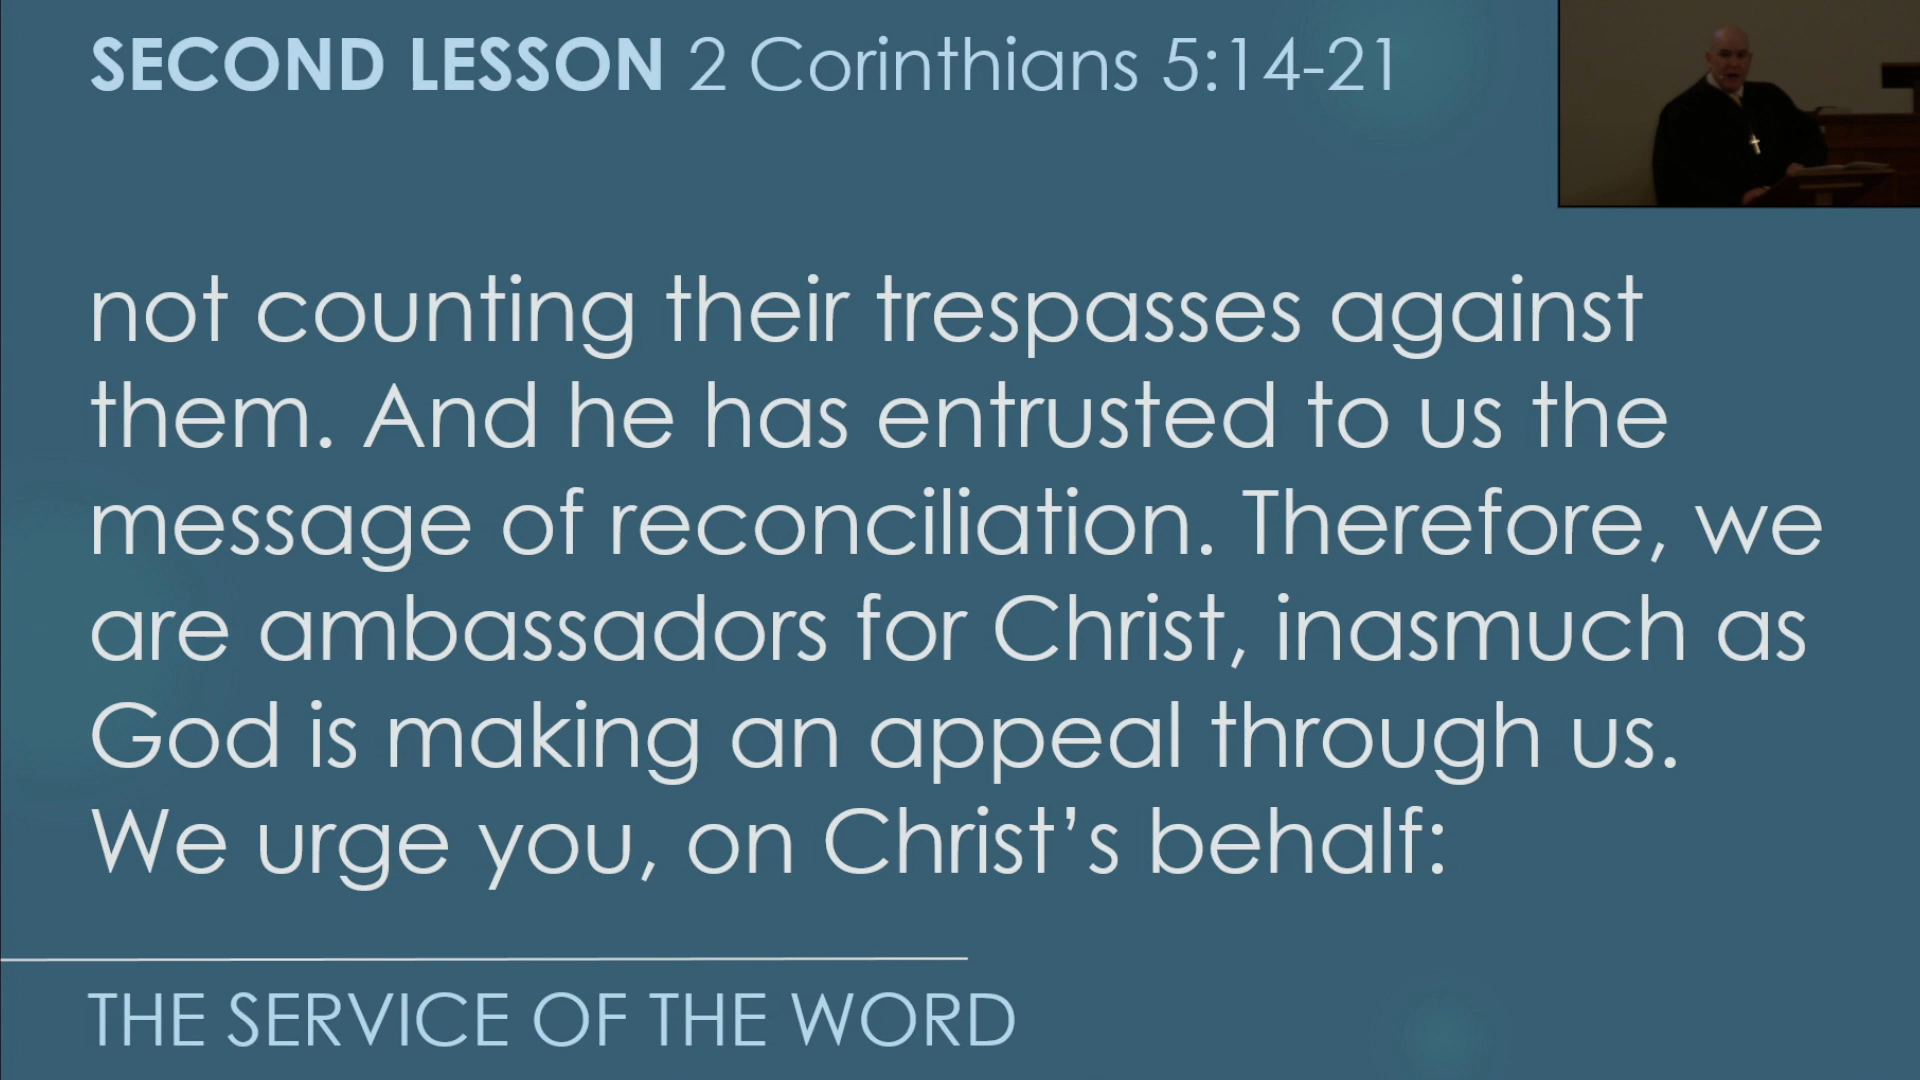 SECOND LESSON 2 Corinthians 5:14-21
not counting their trespasses against
them. And he has entrusted to us the
message of reconciliation. Therefore, we
are ambassadors for Christ, inasmuch as
God is making an appeal through us.
We urge you, on Christ’s behalf:
THE SERVICE OF THE WORD